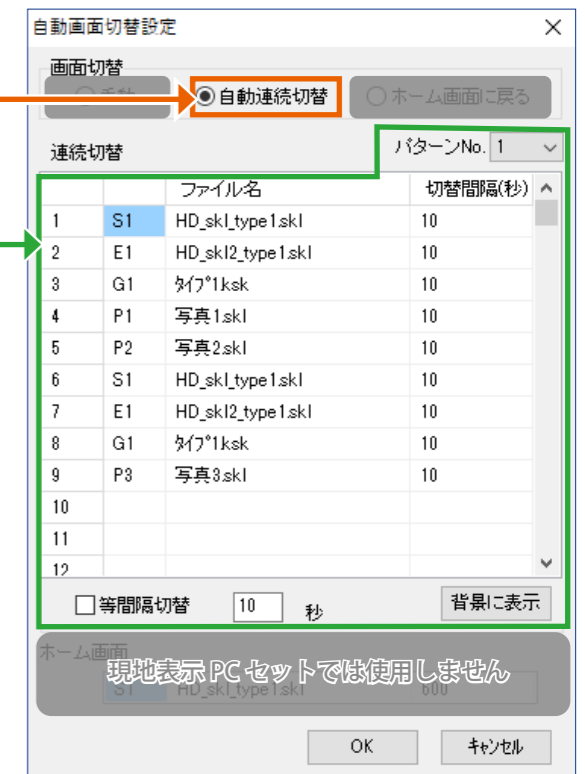 自動画面切替設定
画面切替
自動連続切替 ホーム画面に戻る
連続切替 パターンNo. 1
ファイル名 切替間隔(秒)
1 S1 HD_skl_type1.skl 10
2 E1 HD_skl2_type1.skl 10
3 G1 ﾀｲﾌﾟ1.ksk 10
4 P1 写真1.skl 10
5 P2 写真2.skl 10
6 S1 HD_skl_type1.skl 10
7 E1 HD_skl2_type1.skl 10
8 G1 ﾀｲﾌﾟ1.ksk 10
9 P3 写真3.skl 10
10
11
12
等間隔切替 10 秒 背景に表示
ホーム画面
現地表示 PC セットでは使用しません
S1 HD_skl_type1.skl 600
OK ｷｬﾝｾﾙ